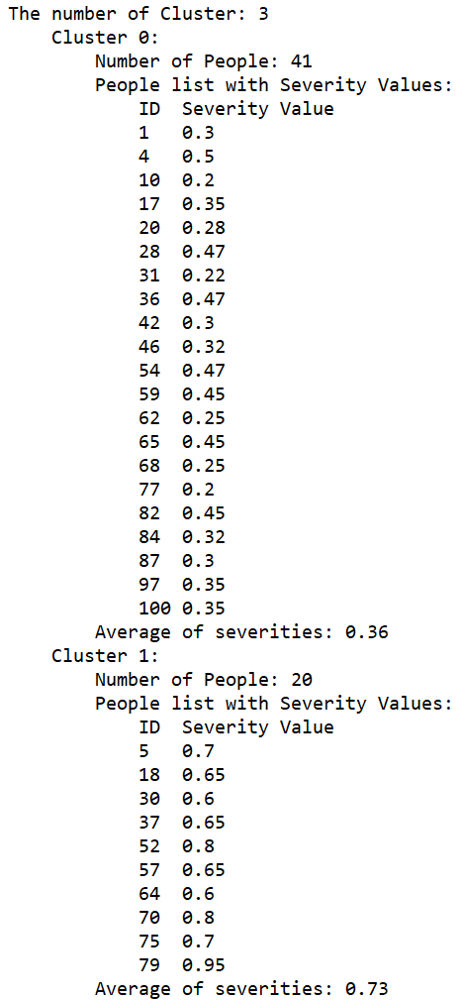 The number of Cluster: 3
Cluster 0:
Number of People: 41
People list with Severity Values:
ID Severity Value
1 0.3
4 0.5
10 0.2
17 0.35
20 0.28
28 0.47
31 0.22
36 0.47
42 0.3
46 0.32
54 0.47
59 0.45
62 0.25
65 0.45
68 0.25
77 0.2
82 0.45
84 0.32
87 0.3
97 0.35
100 0.35
Average of severities: 0.36
Cluster 1:
Number of People: 20
People list with Severity Values:
ID Severity Value
5 0.7
18 0.65
30 0.6
37 0.65
52 0.8
57 0.65
64 0.6
70 0.8
75 0.7
79 0.95
Average of severities: 0.73